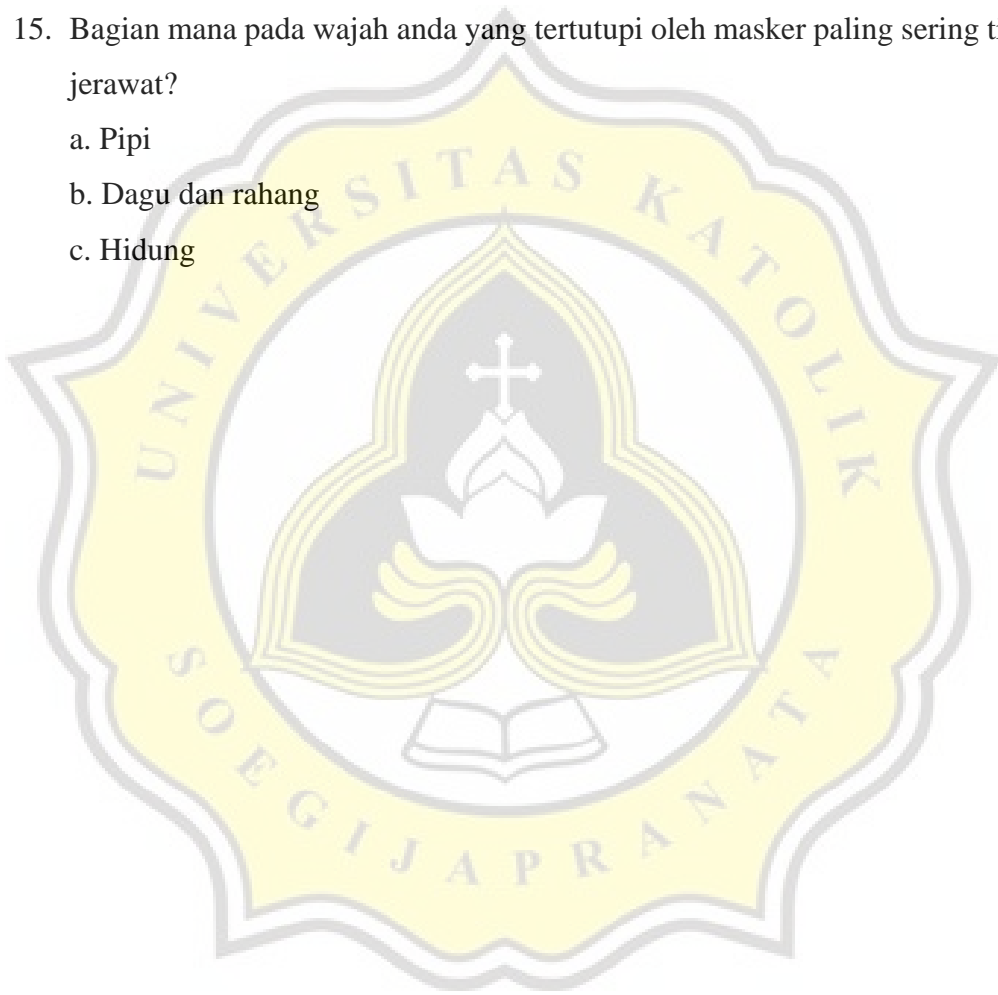 15. Bagian mana pada wajah anda yang tertutupi oleh masker paling sering
jerawat?
a. Pipi
b. Dagu dan rahang
c. Hidung
UNIVERSITAS KATOLIK
SOEGIJAPRANATA